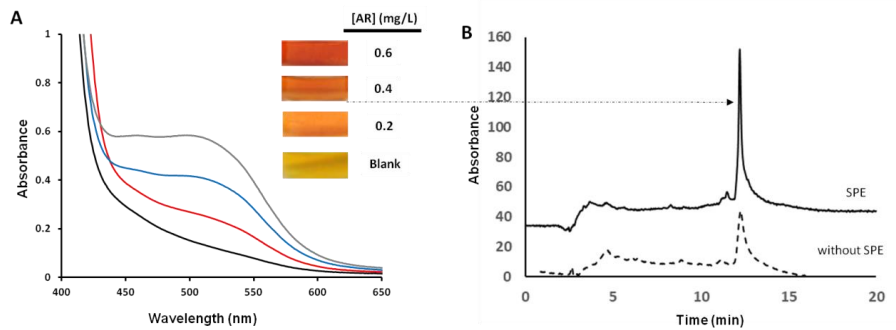 A
[AR] (mg/L)
0.6
0.4
0.2
Blank
1
0.8
0.6
0.4
0.2
0
Absorbance
400 450 500 550 600 650
Wavelength (nm)
B
160
140
120
100
80
60
40
20
0
Absorbance
SPE
without SPE
0 5 10 15 20
Time (min)